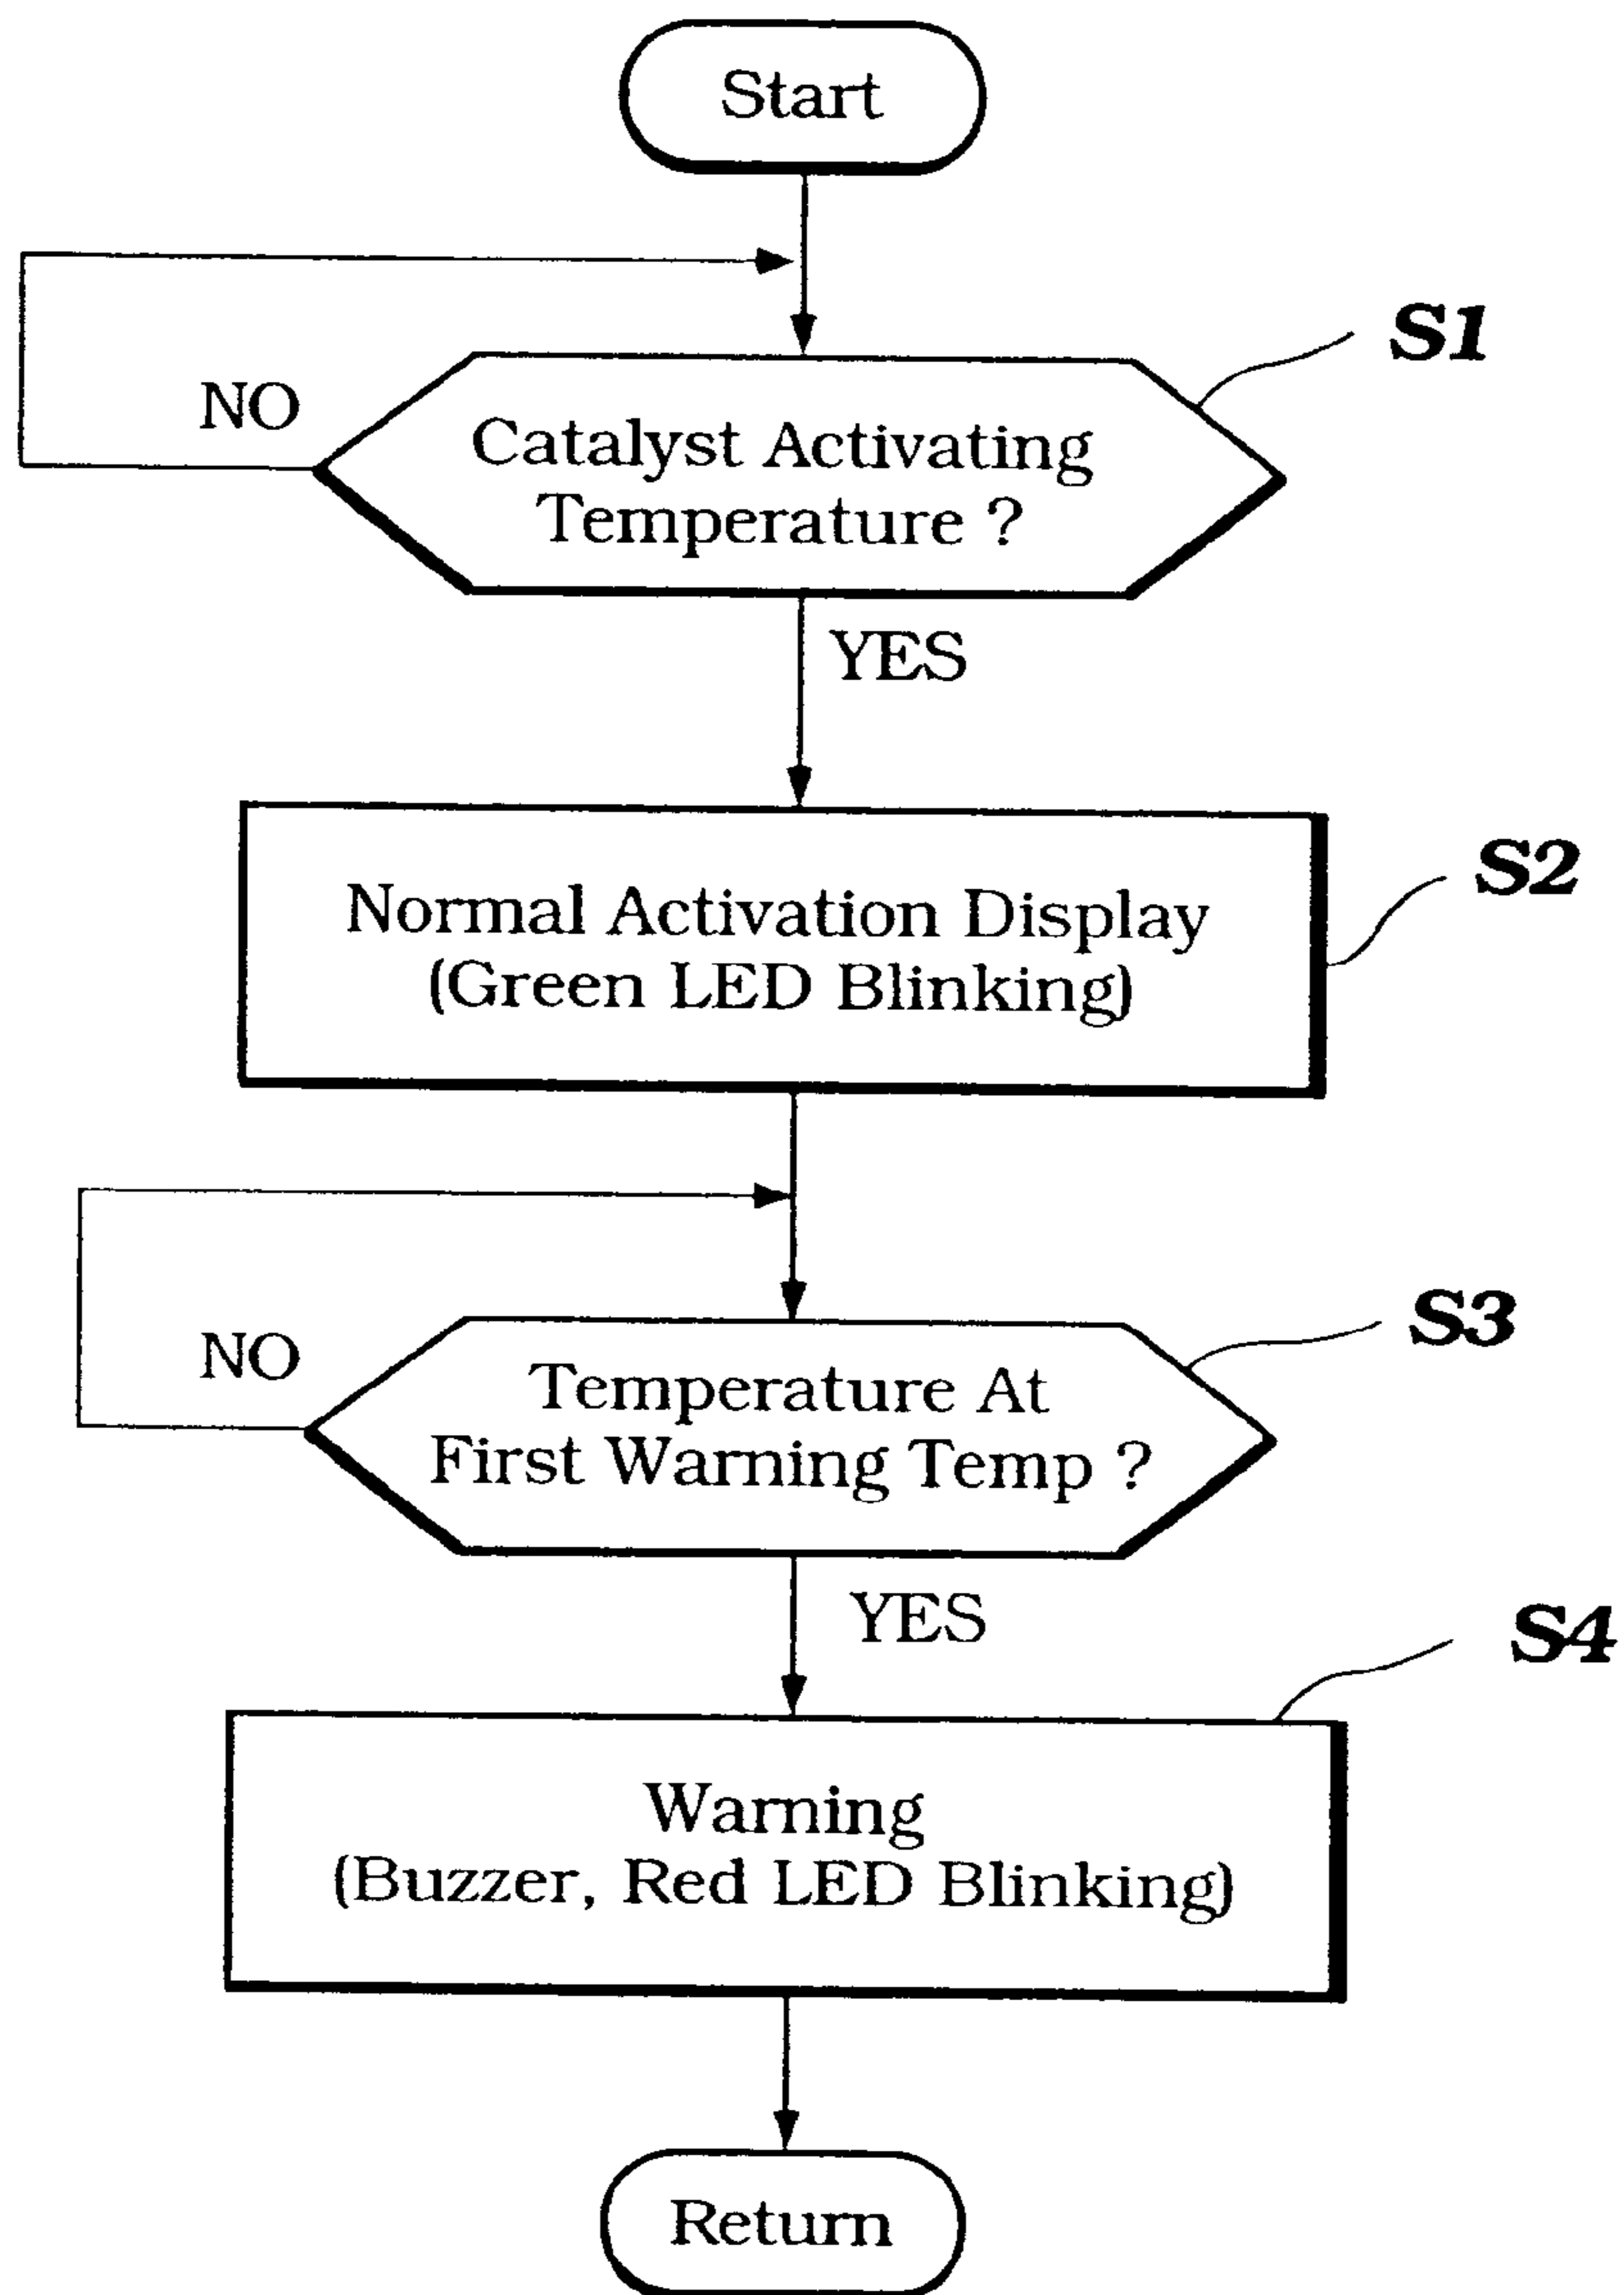 Start
S1
NO
Catalyst Activating
Temperature ?
YES
S2
Normal Activation Display
(Green LED Blinking)
S3
NO
Temperature At
First Warning Temp ?
YES
S4
Warning
(Buzzer, Red LED Blinking)
Return